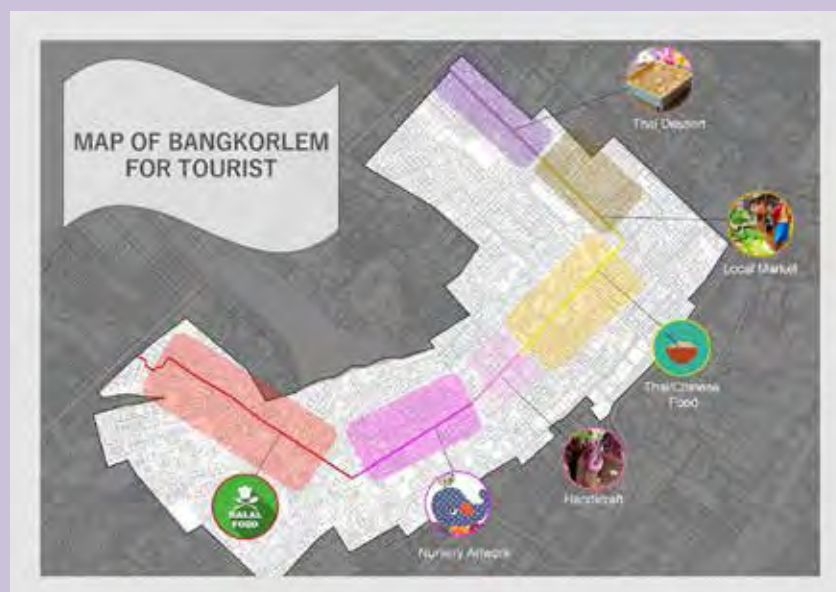 MAP OF BANGKORLEM
FOR TOURIST
Thai Dessert
Local Market
Thai/Chinese
Food
Handicraft
Nursery Artwork
HALAL
FOOD